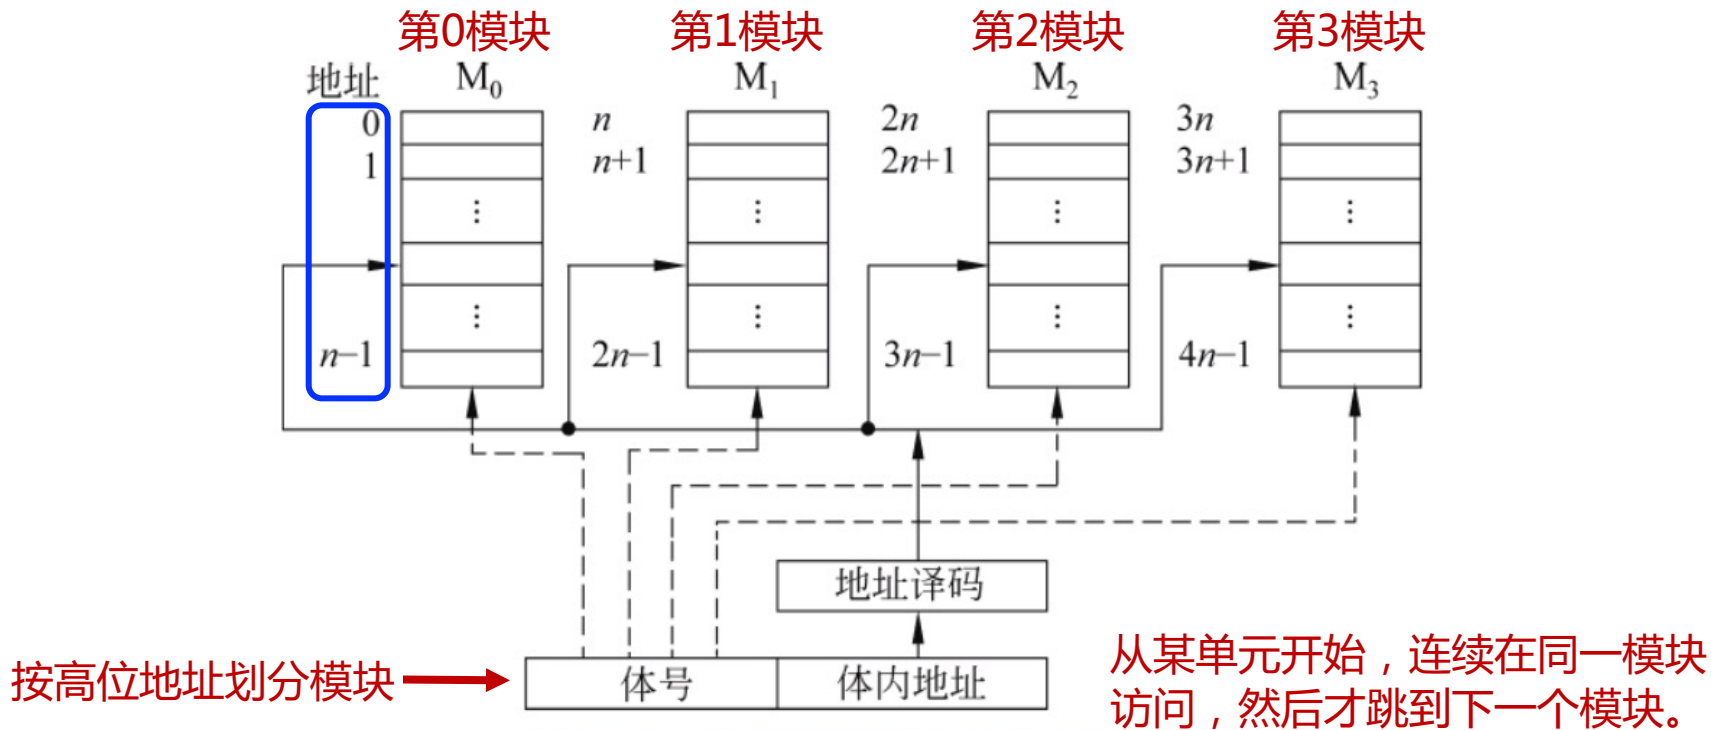 第0模块 第1模块 第2模块 第3模块
地址 M₀ M₁ M₂ M₃
0 n 2n 3n
1 n+1 2n+1 3n+1
⋮ ⋮ ⋮ ⋮
⋮ ⋮ ⋮ ⋮
n−1 2n−1 3n−1 4n−1
地址译码
按高位地址划分模块 体号 体内地址
从某单元开始，连续在同一模块
访问，然后才跳到下一个模块。